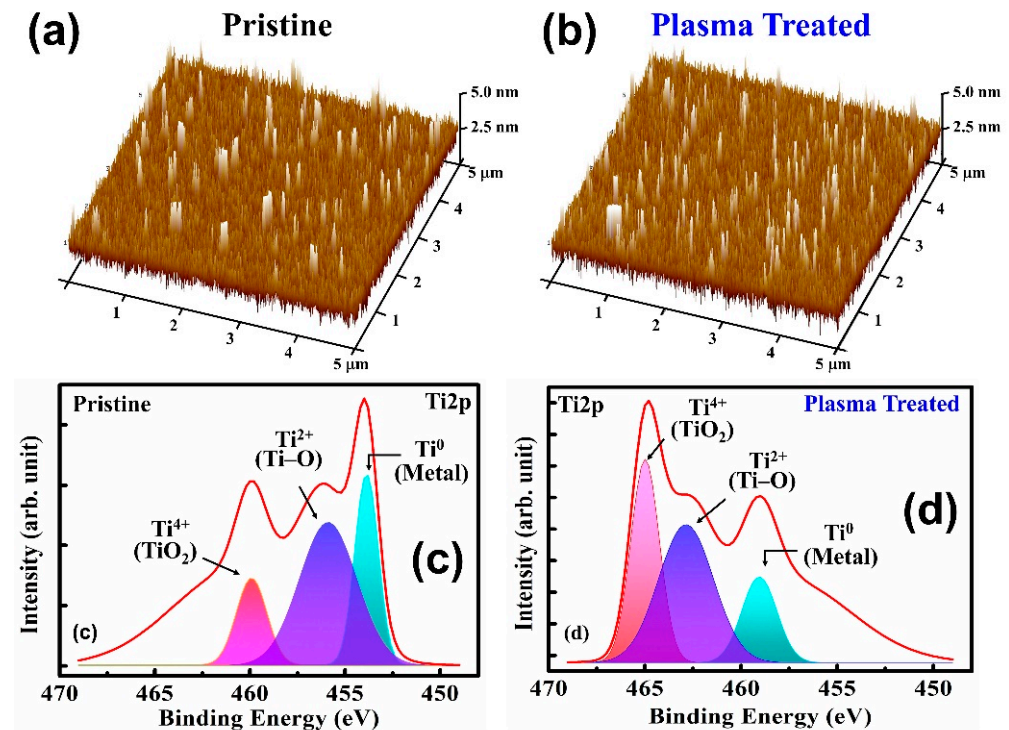 (a)
Pristine
(b)
Plasma Treated
5.0 nm
2.5 nm
5 μm
4
3
2
1
1
2
3
4
5 μm
5.0 nm
2.5 nm
5 μm
4
3
2
1
1
2
3
4
5 μm
Pristine
Ti2p
Ti⁴⁺
(TiO₂)
Ti²⁺
(Ti–O)
Ti⁰
(Metal)
(c)
(c)
Intensity (arb. unit)
470
465
460
455
450
Binding Energy (eV)
Ti2p
Plasma Treated
Ti⁴⁺
(TiO₂)
Ti²⁺
(Ti–O)
Ti⁰
(Metal)
(d)
(d)
Intensity (arb. unit)
470
465
460
455
450
Binding Energy (eV)